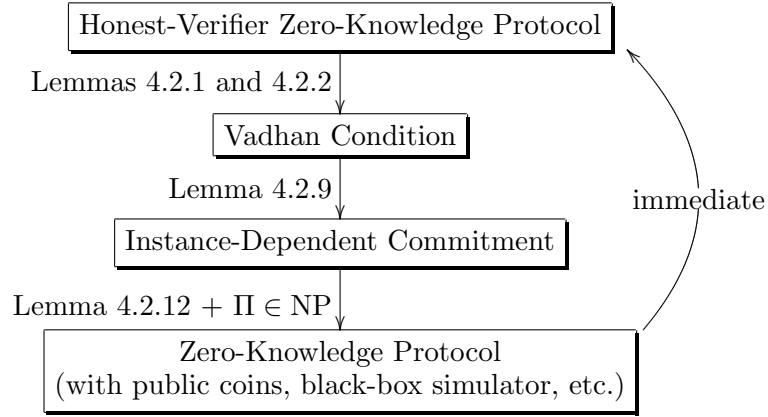 Honest-Verifier Zero-Knowledge Protocol
Lemmas 4.2.1 and 4.2.2
Vadhan Condition
Lemma 4.2.9
immediate
Instance-Dependent Commitment
Lemma 4.2.12 + Π ∈ NP
Zero-Knowledge Protocol
(with public coins, black-box simulator, etc.)